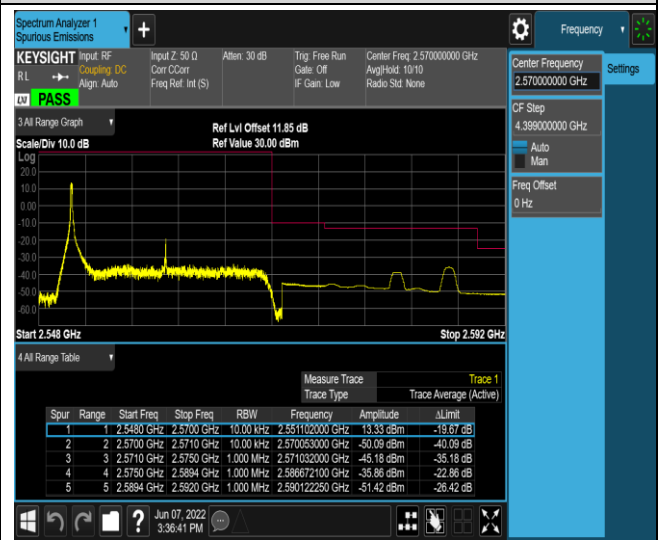 Spectrum Analyzer 1
Spurious Emissions
Frequency
KEYSIGHT Input: RF Input Z: 50 Ω Atten: 30 dB Trig: Free Run Center Freq: 2.570000000 GHz
RL Coupling: DC Corr CCorr Gate: Off Avg|Hold: 10/10
Align: Auto Freq Ref: Int (S) IF Gain: Low Radio Std: None
LXI PASS
3 All Range Graph
Ref Lvl Offset 11.85 dB
Scale/Div 10.0 dB Ref Value 30.00 dBm
Log
20.0
10.0
0.00
-10.0
-20.0
-30.0
-40.0
-50.0
-60.0
Start 2.548 GHz Stop 2.592 GHz
4 All Range Table
Measure Trace Trace 1
Trace Type Trace Average (Active)
Spur Range Start Freq Stop Freq RBW Frequency Amplitude ΔLimit
1 1 2.5480 GHz 2.5700 GHz 10.00 kHz 2.551102000 GHz 13.33 dBm -19.67 dB
2 2 2.5700 GHz 2.5710 GHz 10.00 kHz 2.570053000 GHz -50.09 dBm -40.09 dB
3 3 2.5710 GHz 2.5750 GHz 1.000 MHz 2.571032000 GHz -45.18 dBm -35.18 dB
4 4 2.5750 GHz 2.5894 GHz 1.000 MHz 2.586672100 GHz -35.86 dBm -22.86 dB
5 5 2.5894 GHz 2.5920 GHz 1.000 MHz 2.590122250 GHz -51.42 dBm -26.42 dB
Jun 07, 2022
3:36:41 PM
Center Frequency
2.570000000 GHz
Settings
CF Step
4.399000000 GHz
Auto
Man
Freq Offset
0 Hz